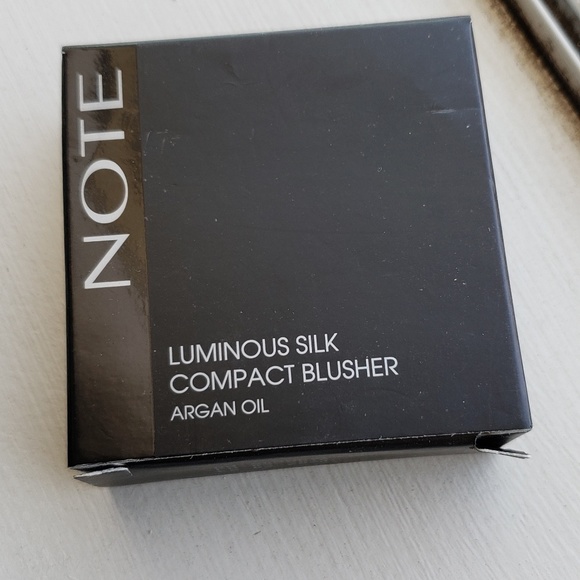 NOTE
LUMINOUS SILK
COMPACT BLUSHER
ARGAN OIL